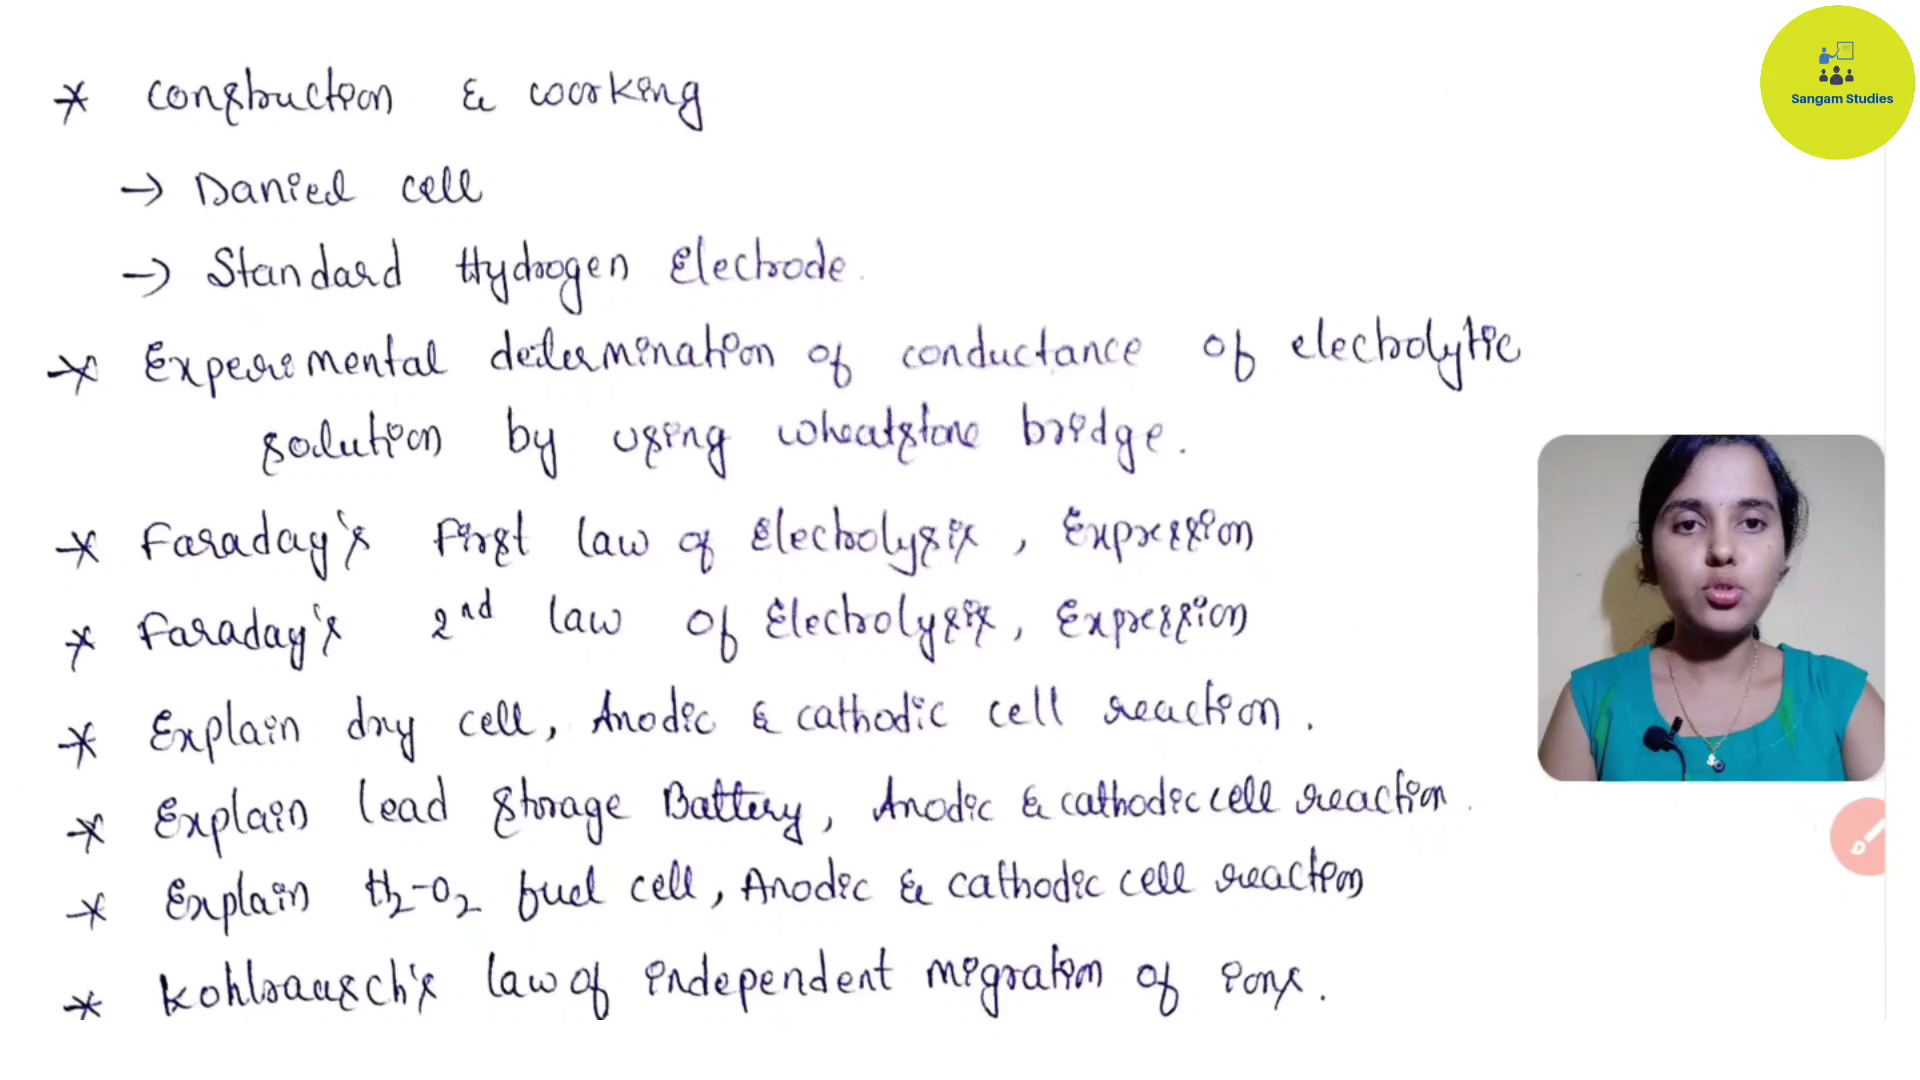 Sangam Studies
* Construction & working
→ Daniel cell
→ Standard Hydrogen Electrode.
* Experimental determination of conductance of electrolytic
solution by using wheatstone bridge.
* Faraday's First law of Electrolysis, Expression
* Faraday's 2nd law of Electrolysis, Expression
* Explain dry cell, Anodic & cathodic cell reaction.
* Explain lead storage Battery, Anodic & cathodic cell reaction.
* Explain H2-O2 fuel cell, Anodic & cathodic cell reaction
* Kohlraausch's law of independent migration of ions.